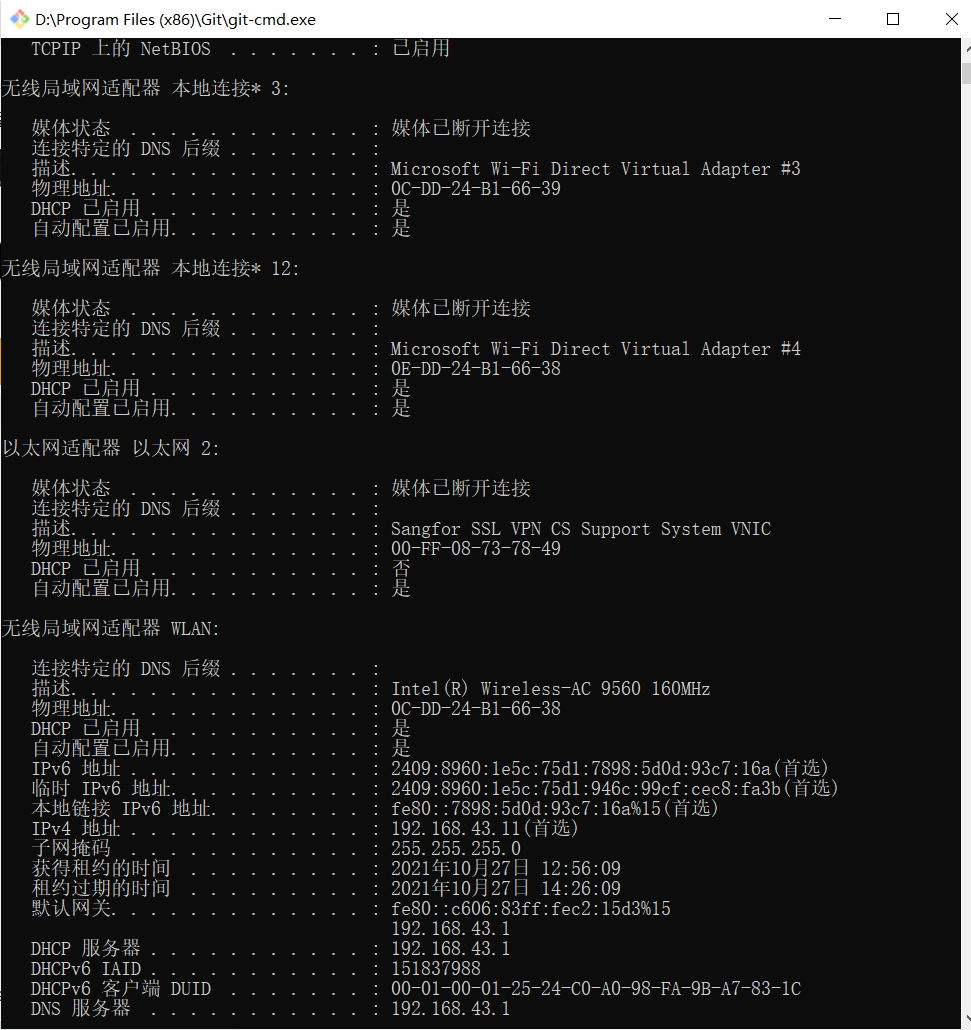 D:\Program Files (x86)\Git\git-cmd.exe
TCPIP 上的 NetBIOS . . . . . . . : 已启用
无线局域网适配器 本地连接* 3:
媒体状态 . . . . . . . . . . . . : 媒体已断开连接
连接特定的 DNS 后缀 . . . . . . . :
描述. . . . . . . . . . . . . . . : Microsoft Wi-Fi Direct Virtual Adapter #3
物理地址. . . . . . . . . . . . . : 0C-DD-24-B1-66-39
DHCP 已启用 . . . . . . . . . . . : 是
自动配置已启用. . . . . . . . . . : 是
无线局域网适配器 本地连接* 12:
媒体状态 . . . . . . . . . . . . : 媒体已断开连接
连接特定的 DNS 后缀 . . . . . . . :
描述. . . . . . . . . . . . . . . : Microsoft Wi-Fi Direct Virtual Adapter #4
物理地址. . . . . . . . . . . . . : 0E-DD-24-B1-66-38
DHCP 已启用 . . . . . . . . . . . : 是
自动配置已启用. . . . . . . . . . : 是
以太网适配器 以太网 2:
媒体状态 . . . . . . . . . . . . : 媒体已断开连接
连接特定的 DNS 后缀 . . . . . . . :
描述. . . . . . . . . . . . . . . : Sangfor SSL VPN CS Support System VNIC
物理地址. . . . . . . . . . . . . : 00-FF-08-73-78-49
DHCP 已启用 . . . . . . . . . . . : 否
自动配置已启用. . . . . . . . . . : 是
无线局域网适配器 WLAN:
连接特定的 DNS 后缀 . . . . . . . :
描述. . . . . . . . . . . . . . . : Intel(R) Wireless-AC 9560 160MHz
物理地址. . . . . . . . . . . . . : 0C-DD-24-B1-66-38
DHCP 已启用 . . . . . . . . . . . : 是
自动配置已启用. . . . . . . . . . : 是
IPv6 地址 . . . . . . . . . . . . : 2409:8960:1e5c:75d1:7898:5d0d:93c7:16a(首选)
临时 IPv6 地址. . . . . . . . . . : 2409:8960:1e5c:75d1:946c:99cf:cec8:fa3b(首选)
本地链接 IPv6 地址. . . . . . . . : fe80::7898:5d0d:93c7:16a%15(首选)
IPv4 地址 . . . . . . . . . . . . : 192.168.43.11(首选)
子网掩码 . . . . . . . . . . . . : 255.255.255.0
获得租约的时间 . . . . . . . . . : 2021年10月27日 12:56:09
租约过期的时间 . . . . . . . . . : 2021年10月27日 14:26:09
默认网关. . . . . . . . . . . . . : fe80::c606:83ff:fec2:15d3%15
192.168.43.1
DHCP 服务器 . . . . . . . . . . . : 192.168.43.1
DHCPv6 IAID . . . . . . . . . . . : 151837988
DHCPv6 客户端 DUID . . . . . . . : 00-01-00-01-25-24-C0-A0-98-FA-9B-A7-83-1C
DNS 服务器 . . . . . . . . . . . : 192.168.43.1